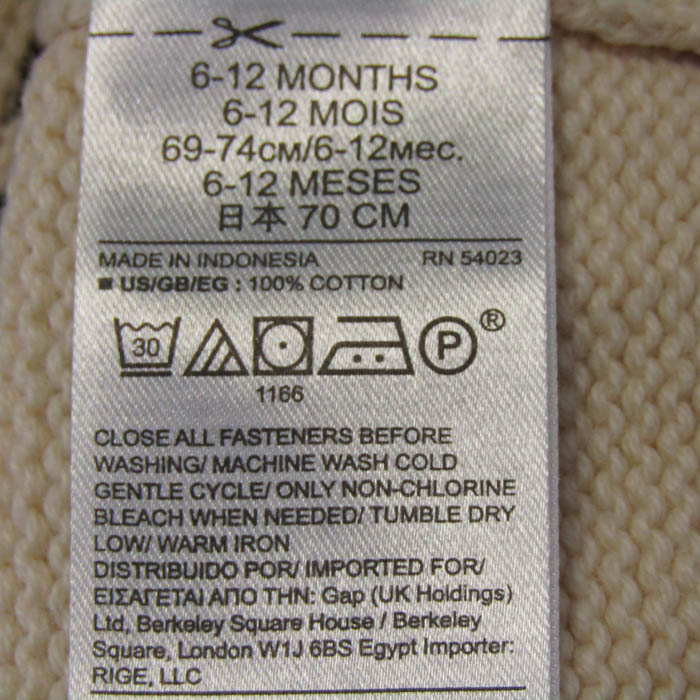 6-12 MONTHS
6-12 MOIS
69-74см/6-12мес.
6-12 MESES
日本 70 CM
MADE IN INDONESIA RN 54023
■ US/GB/EG : 100% COTTON
30 P ®
1166
CLOSE ALL FASTENERS BEFORE
WASHING/ MACHINE WASH COLD
GENTLE CYCLE/ ONLY NON-CHLORINE
BLEACH WHEN NEEDED/ TUMBLE DRY
LOW/ WARM IRON
DISTRIBUIDO POR/ IMPORTED FOR/
ΕΙΣΑΓΕΤΑΙ ΑΠΟ ΤΗΝ: Gap (UK Holdings)
Ltd, Berkeley Square House / Berkeley
Square, London W1J 6BS Egypt Importer:
RIGE, LLC